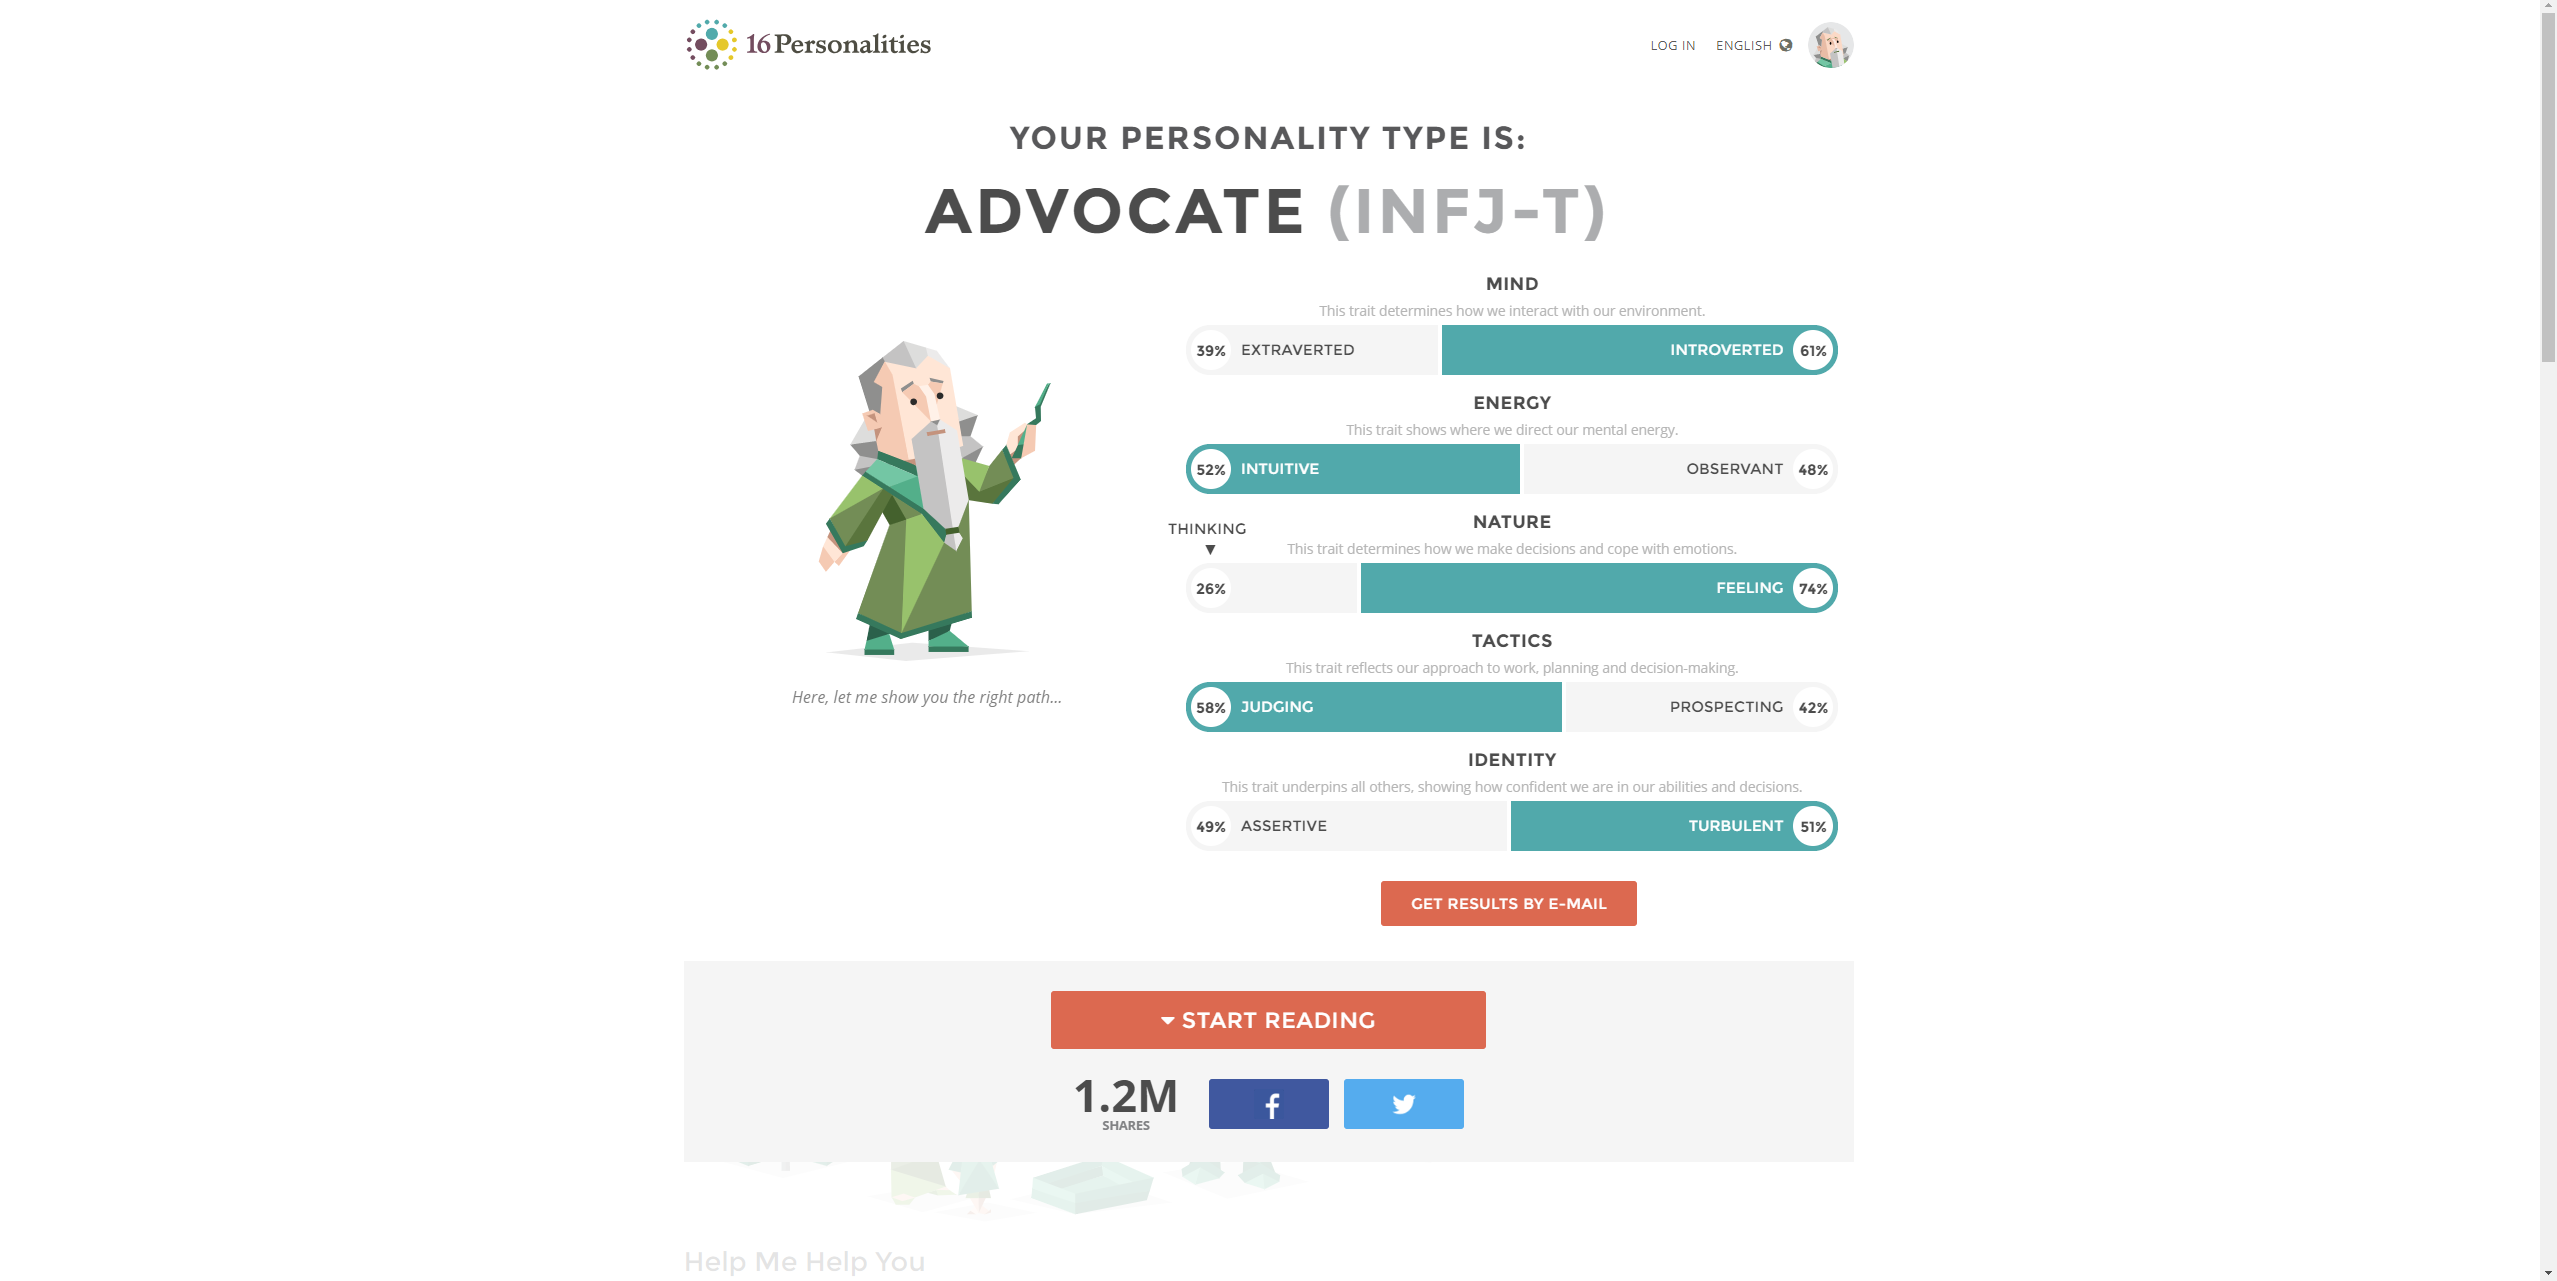 16Personalities
LOG IN ENGLISH
YOUR PERSONALITY TYPE IS:
ADVOCATE (INFJ-T)
Here, let me show you the right path...
MIND
This trait determines how we interact with our environment.
39% EXTRAVERTED INTROVERTED 61%
ENERGY
This trait shows where we direct our mental energy.
52% INTUITIVE OBSERVANT 48%
NATURE
THINKING
This trait determines how we make decisions and cope with emotions.
26% FEELING 74%
TACTICS
This trait reflects our approach to work, planning and decision-making.
58% JUDGING PROSPECTING 42%
IDENTITY
This trait underpins all others, showing how confident we are in our abilities and decisions.
49% ASSERTIVE TURBULENT 51%
GET RESULTS BY E-MAIL
START READING
1.2M
SHARES
Help Me Help You